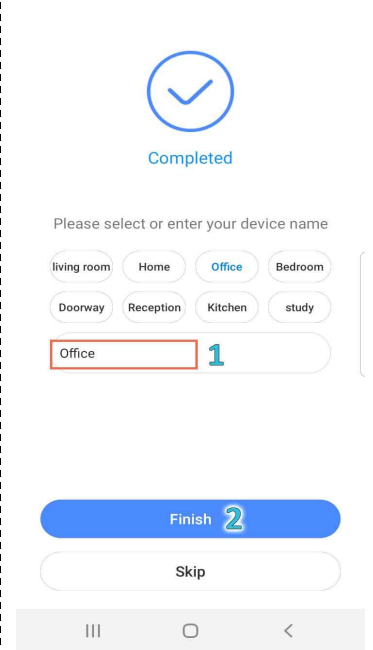 Completed
Please select or enter your device name
living room Home Office Bedroom
Doorway Reception Kitchen study
Office 1
Finish 2
Skip